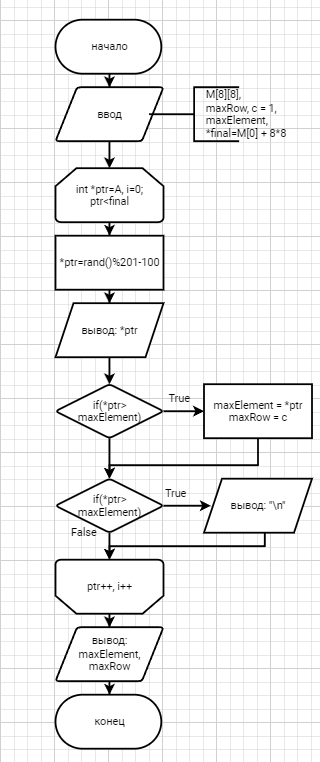 начало
ввод
M[8][8],
maxRow, c = 1,
maxElement,
*final=M[0] + 8*8
int *ptr=A, i=0;
ptr<final
*ptr=rand()%201-100
вывод: *ptr
if(*ptr>
maxElement)
True
maxElement = *ptr
maxRow = c
if(*ptr>
maxElement)
True
вывод: "\n"
False
ptr++, i++
вывод:
maxElement,
maxRow
конец